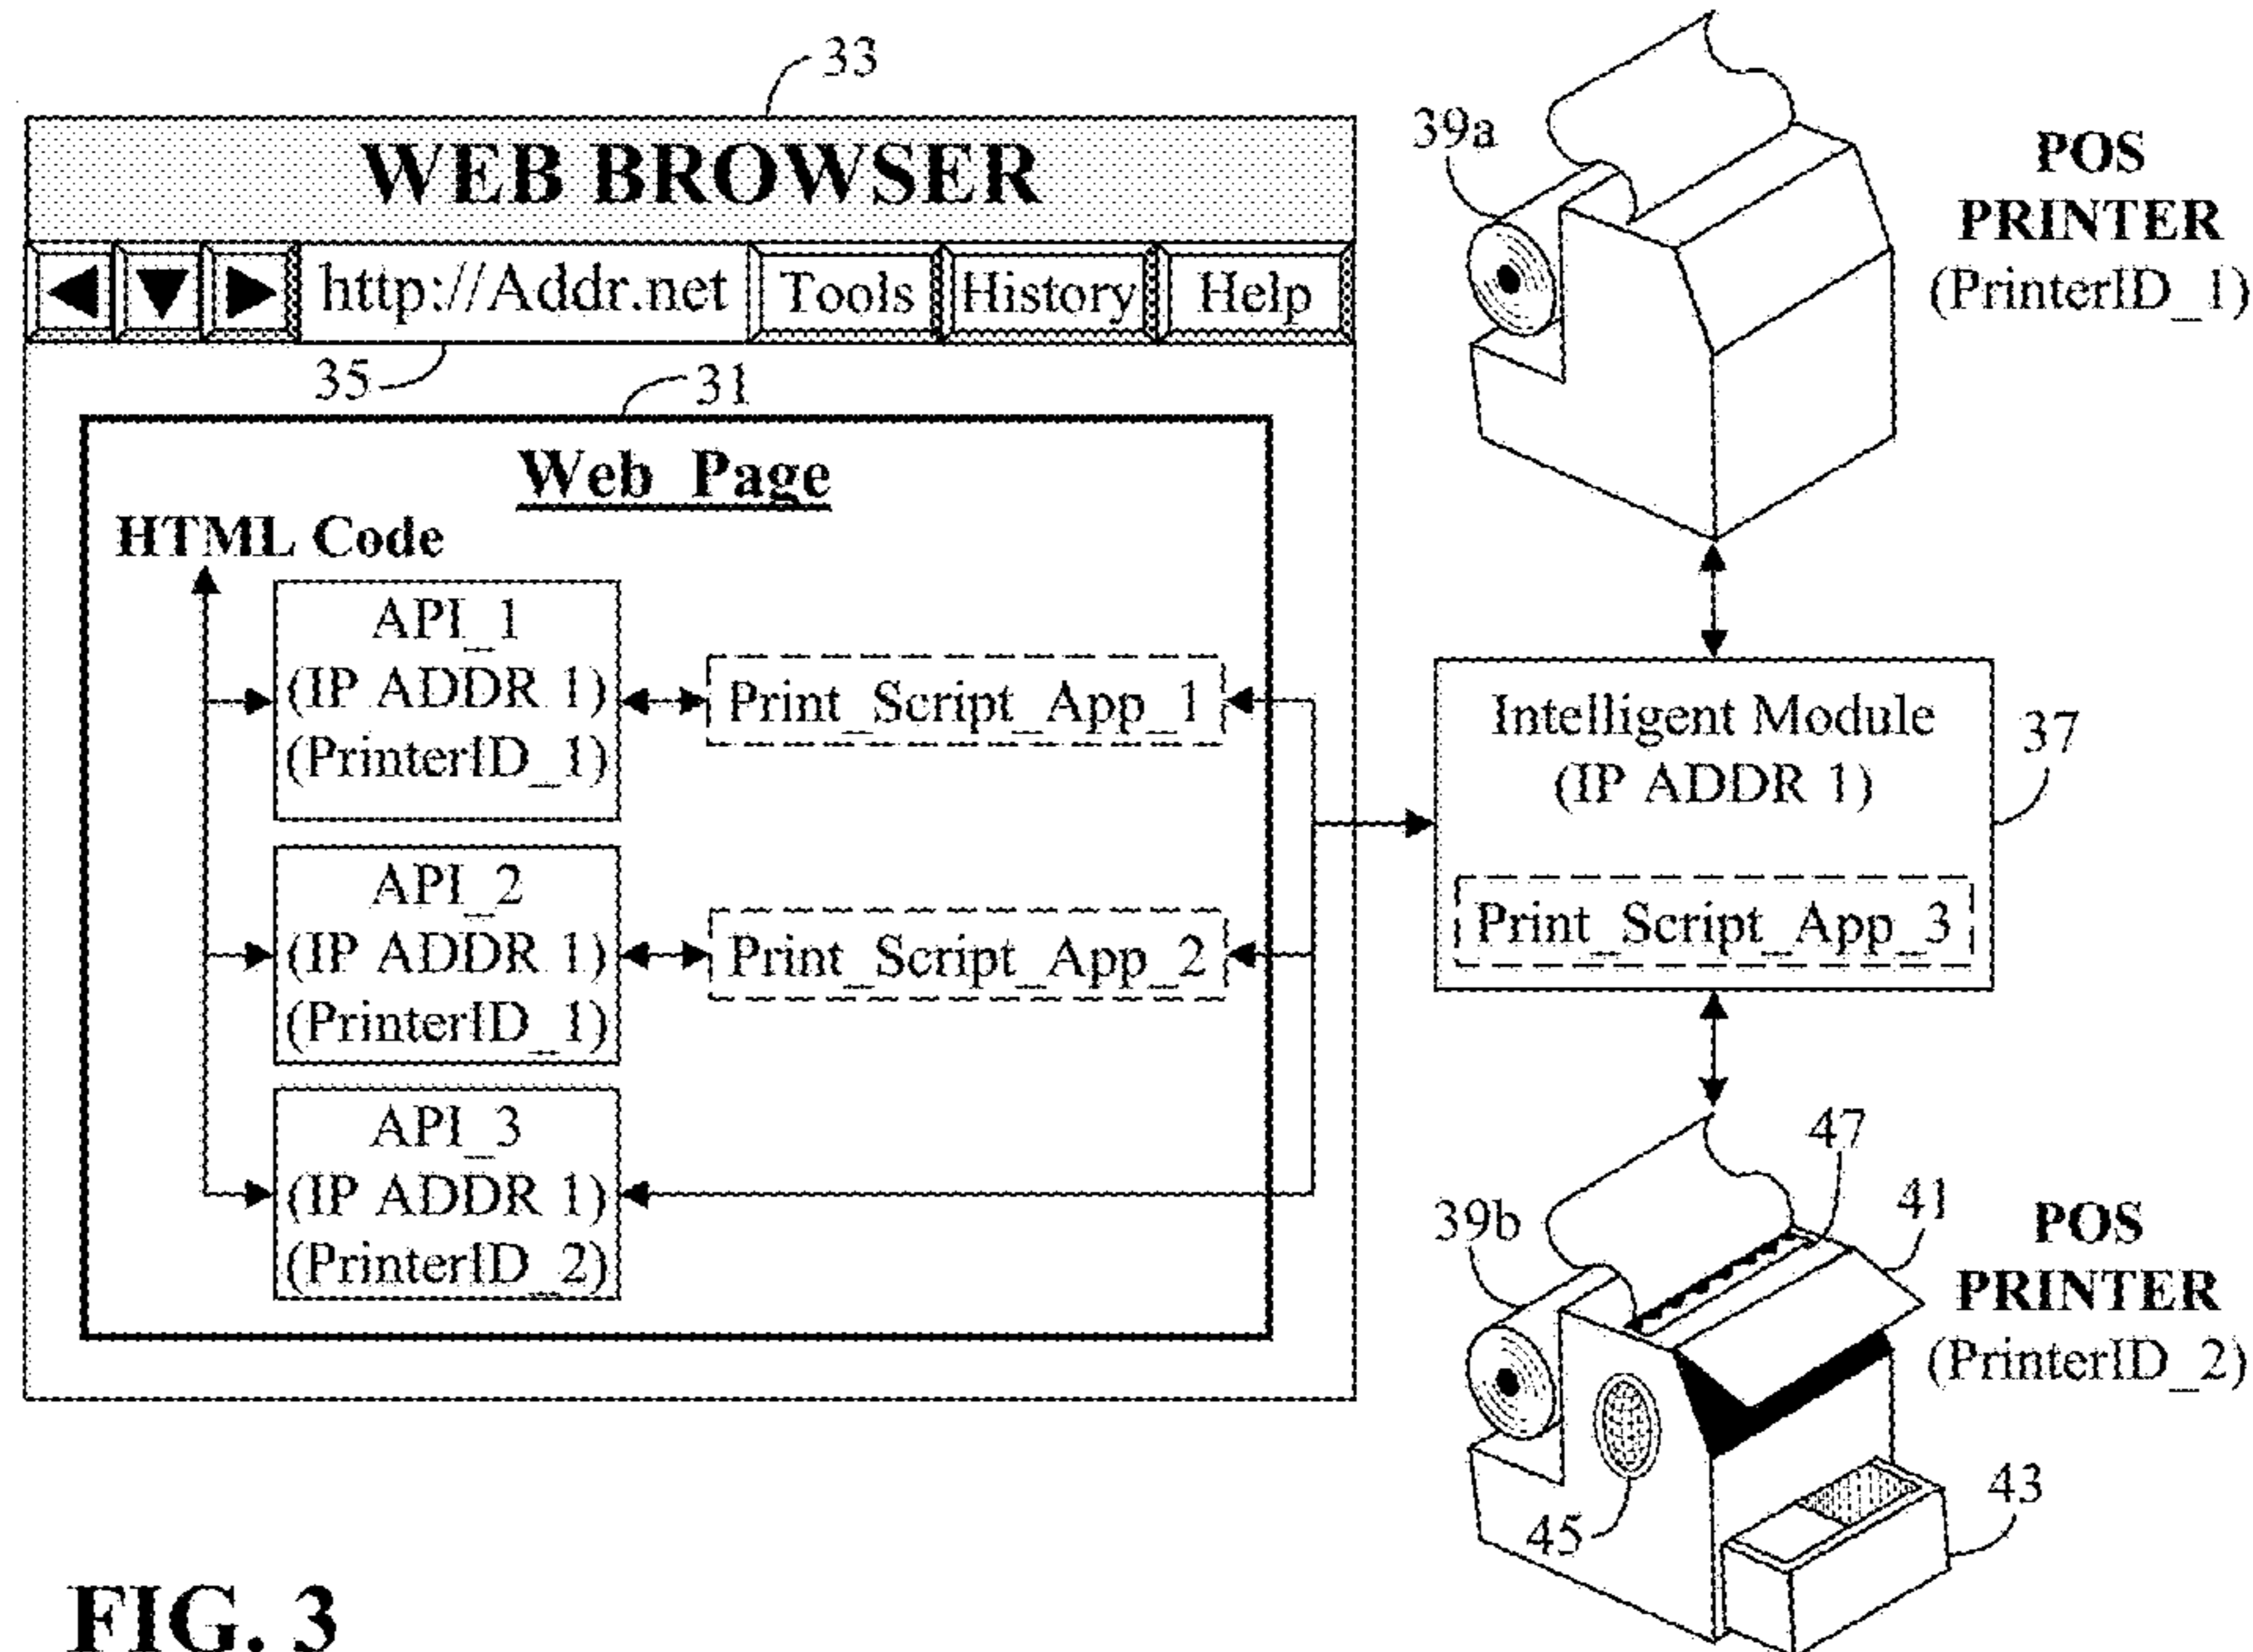 33
WEB BROWSER
http://Addr.net
Tools
History
Help
35
31
Web Page
HTML Code
API_1
(IP ADDR 1)
(PrinterID_1)
Print_Script_App_1
API_2
(IP ADDR 1)
(PrinterID_1)
Print_Script_App_2
API_3
(IP ADDR 1)
(PrinterID_2)
39a
POS
PRINTER
(PrinterID_1)
Intelligent Module
(IP ADDR 1)
Print_Script_App_3
37
47
41
39b
POS
PRINTER
(PrinterID_2)
45
43
FIG. 3